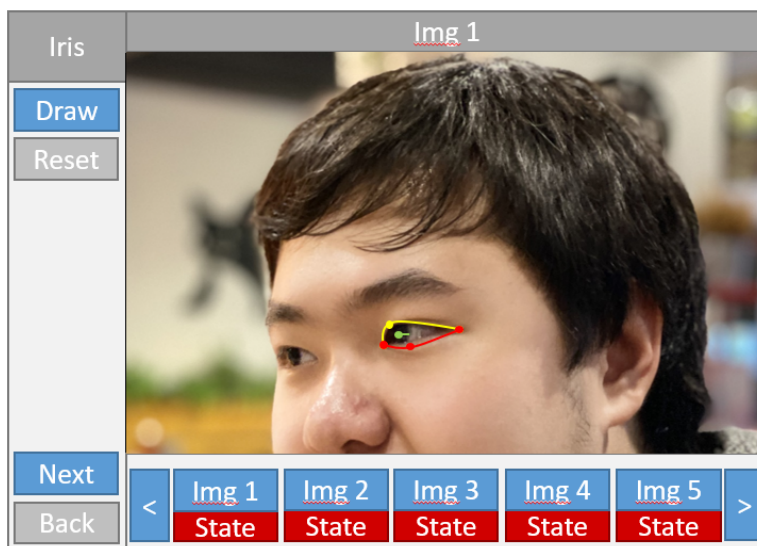 Iris
Img 1
Draw
Reset
Next
Back
<
Img 1
State
Img 2
State
Img 3
State
Img 4
State
Img 5
State
>